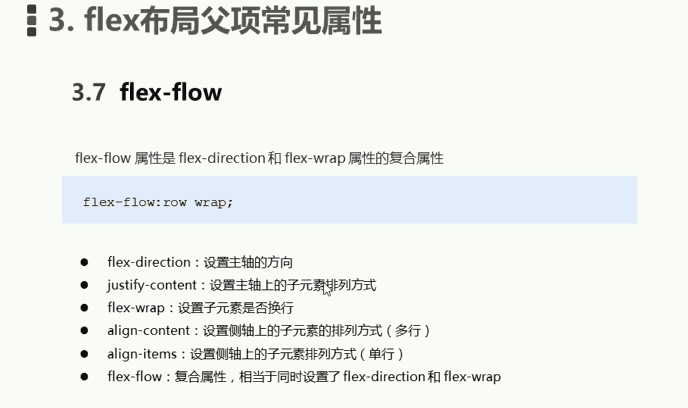 3. flex布局父项常见属性
3.7 flex-flow
flex-flow 属性是 flex-direction 和 flex-wrap 属性的复合属性
flex-flow:row wrap;
● flex-direction：设置主轴的方向
● justify-content：设置主轴上的子元素排列方式
● flex-wrap：设置子元素是否换行
● align-content：设置侧轴上的子元素的排列方式（多行）
● align-items：设置侧轴上的子元素排列方式（单行）
● flex-flow：复合属性，相当于同时设置了 flex-direction 和 flex-wrap